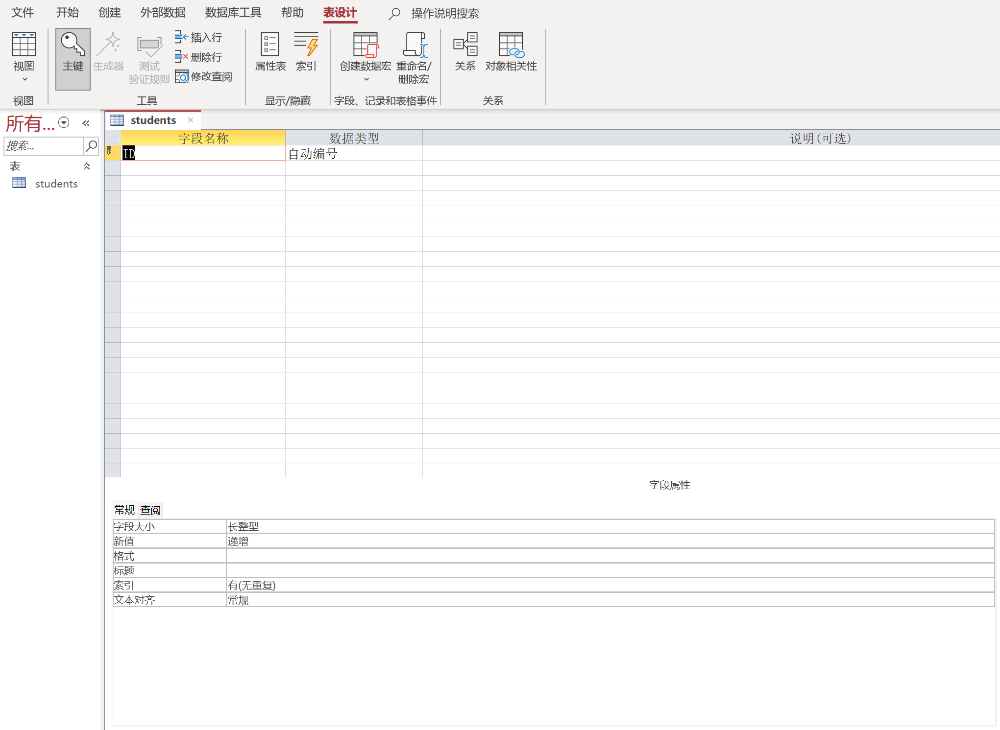 文件 开始 创建 外部数据 数据库工具 帮助 表设计 操作说明搜索
视图 主键 生成器 测试 验证规则 插入行 删除行 修改查阅 属性表 索引 创建数据宏 重命名/ 删除宏 关系 对象相关性
视图 工具 显示/隐藏 字段、记录和表格事件 关系
所有... «
搜索...
表
students
students ×
字段名称 数据类型 说明(可选)
ID 自动编号
字段属性
常规 查阅
字段大小 长整型
新值 递增
格式
标题
索引 有(无重复)
文本对齐 常规